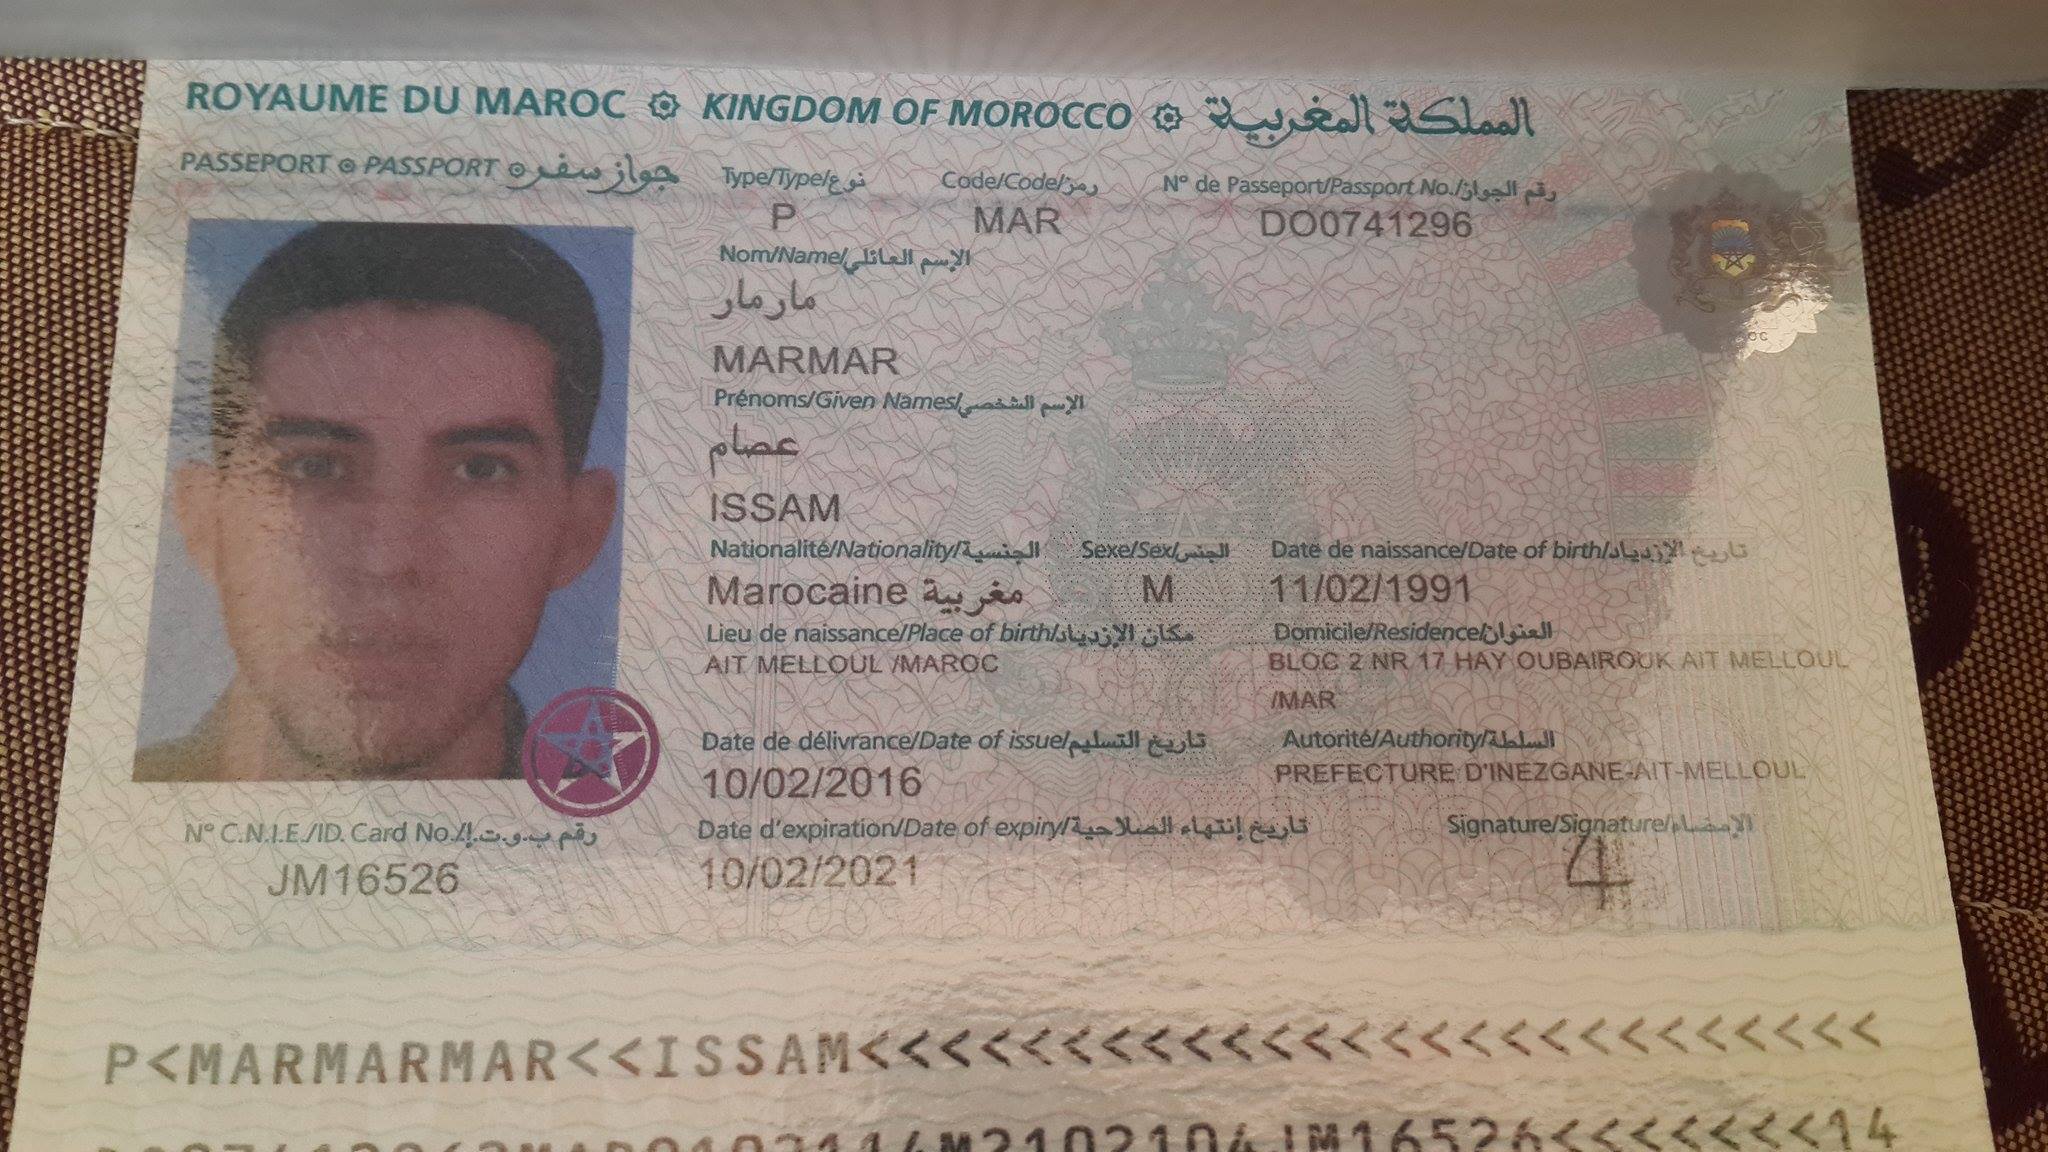 ROYAUME DU MAROC KINGDOM OF MOROCCO المملكة المغربية
PASSEPORT PASSPORT جواز سفر
Type/Type/نوع Code/Code/رمز N° de Passeport/Passport No./رقم الجواز
P MAR DO0741296
Nom/Name/الإسم العائلي
مارمار
MARMAR
Prénoms/Given Names/الإسم الشخصي
عصام
ISSAM
Nationalité/Nationality/الجنسية Sexe/Sex/الجنس Date de naissance/Date of birth/تاريخ الإزدياد
Marocaine مغربية M 11/02/1991
Lieu de naissance/Place of birth/مكان الإزدياد Domicile/Residence/العنوان
AIT MELLOUL /MAROC BLOC 2 NR 17 HAY OUBAIROUK AIT MELLOUL
/MAR
Date de délivrance/Date of issue/تاريخ التسليم Autorité/Authority/السلطة
10/02/2016 PREFECTURE D'INEZGANE-AIT-MELLOUL
N° C.N.I.E./ID. Card No./رقم ب.و.ت.إ. Date d'expiration/Date of expiry/تاريخ إنتهاء الصلاحية Signature/Signature/الإمضاء
JM16526 10/02/2021
P<MARMARMAR<<ISSAM<<<<<<<<<<<<<<<<<<<<<<<<<<